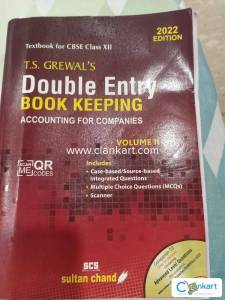 Textbook for CBSE Class XII
2022
EDITION
T.S. GREWAL'S
Double Entry
BOOK KEEPING
ACCOUNTING FOR COMPANIES
VOLUME II
www.clankart.com
SCAN
ME
QR
CODES
Includes
• Case-based/Source-based
Integrated Questions
• Multiple Choice Questions (MCQs)
• Scanner
SCS
sultan chand
clankart